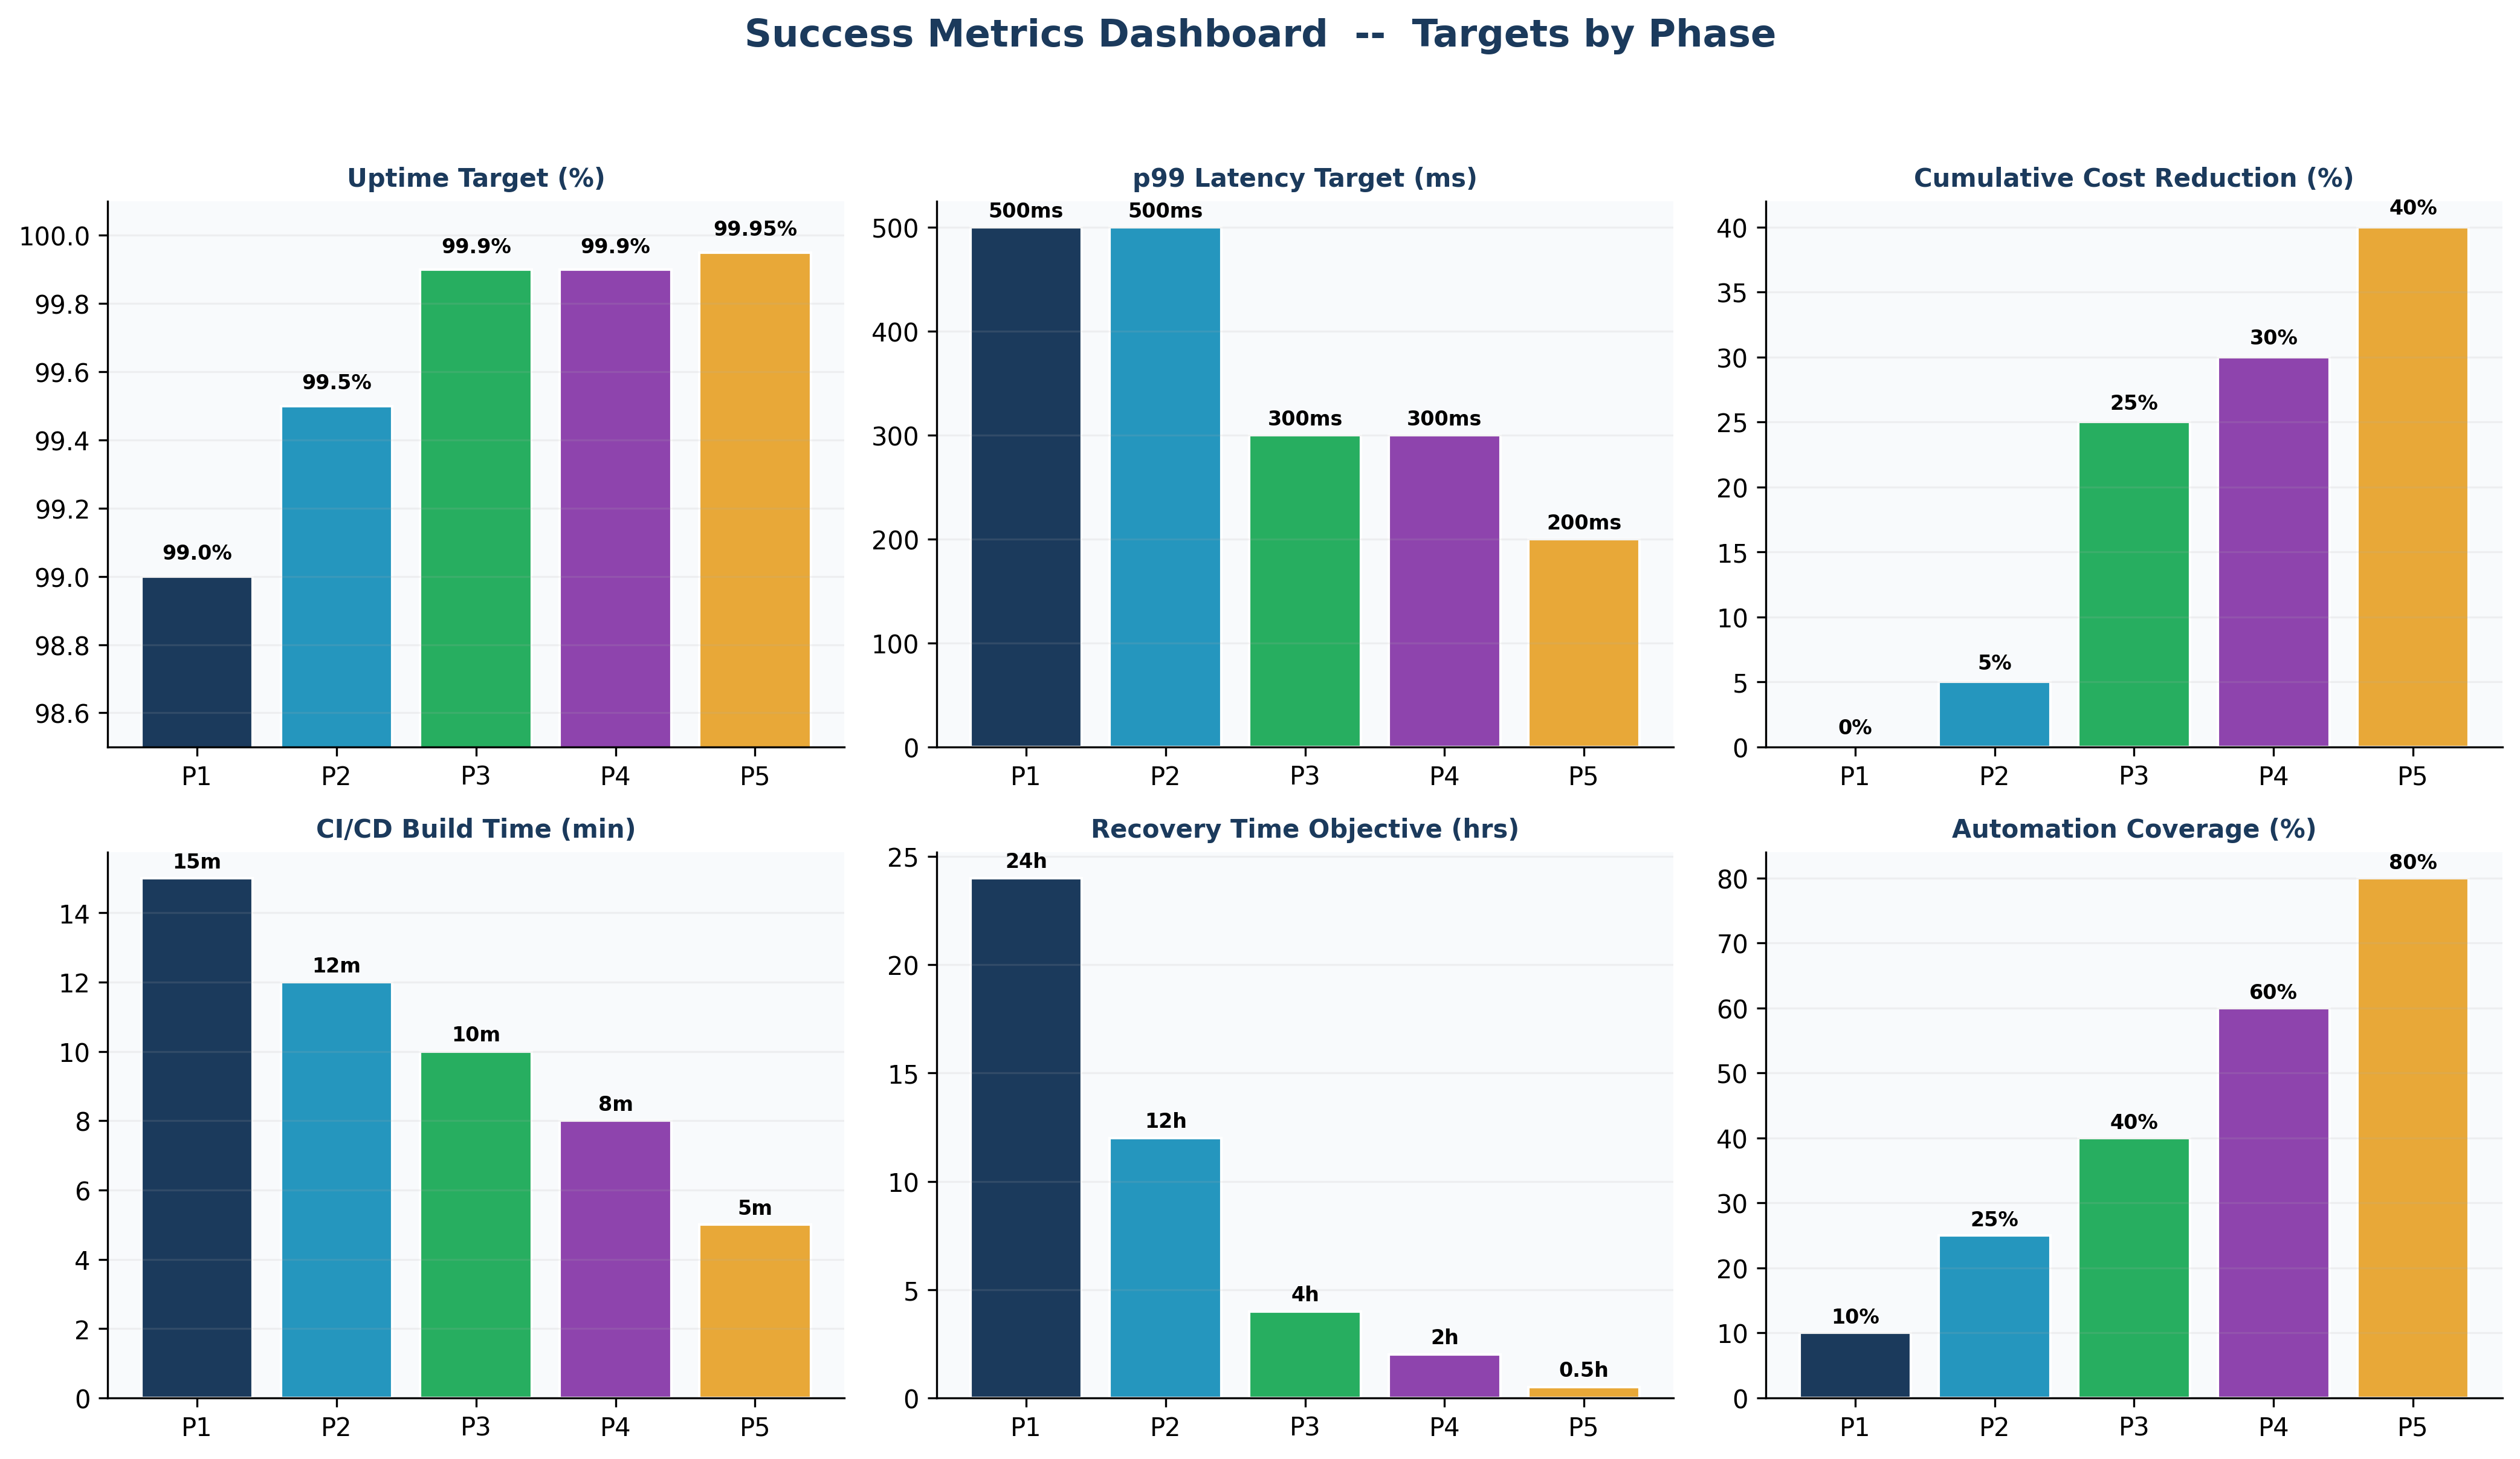 Success Metrics Dashboard -- Targets by Phase
Uptime Target (%)
100.0
99.8
99.6
99.4
99.2
99.0
98.8
98.6
99.0%
99.5%
99.9%
99.9%
99.95%
P1
P2
P3
P4
P5
p99 Latency Target (ms)
500
400
300
200
100
0
500ms
500ms
300ms
300ms
200ms
P1
P2
P3
P4
P5
Cumulative Cost Reduction (%)
40
35
30
25
20
15
10
5
0
0%
5%
25%
30%
40%
P1
P2
P3
P4
P5
CI/CD Build Time (min)
14
12
10
8
6
4
2
0
15m
12m
10m
8m
5m
P1
P2
P3
P4
P5
Recovery Time Objective (hrs)
25
20
15
10
5
0
24h
12h
4h
2h
0.5h
P1
P2
P3
P4
P5
Automation Coverage (%)
80
70
60
50
40
30
20
10
0
10%
25%
40%
60%
80%
P1
P2
P3
P4
P5